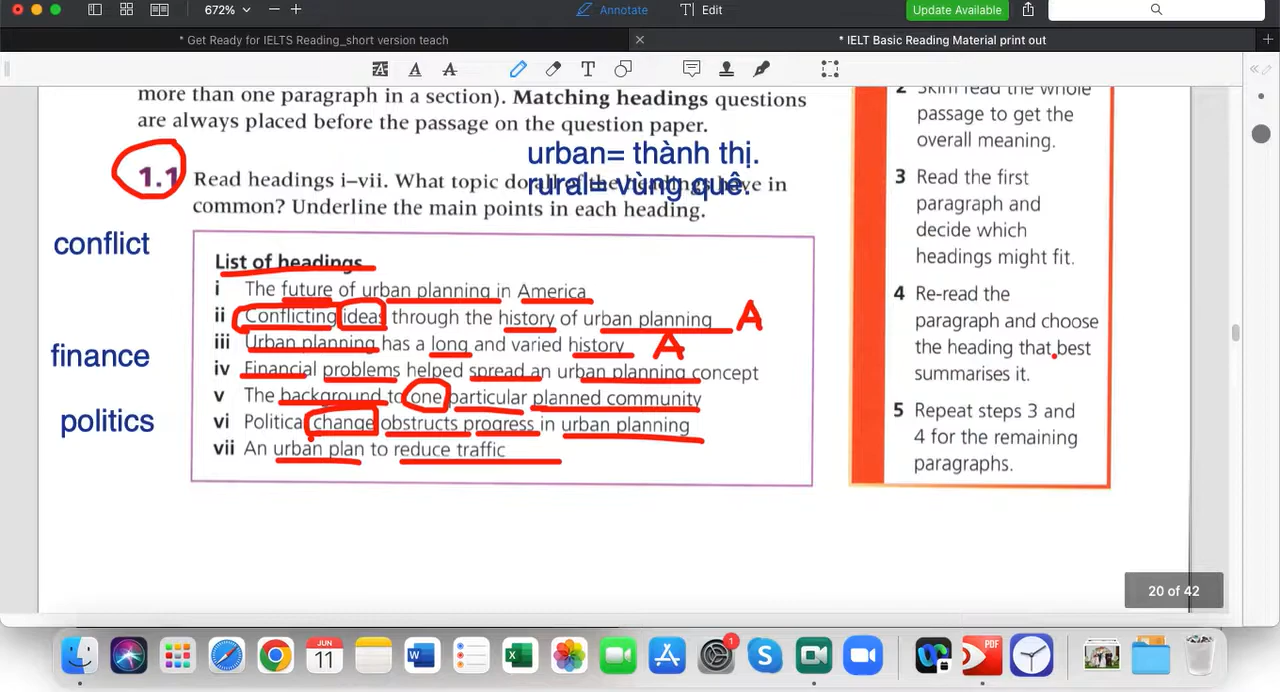 672%
Annotate
T Edit
Update Available
* Get Ready for IELTS Reading_short version teach
* IELT Basic Reading Material print out
more than one paragraph in a section). Matching headings questions
are always placed before the passage on the question paper.
urban= thành thị.
rural= vùng quê.
1.1 Read headings i–vii. What topic do all of the headings have in
common? Underline the main points in each heading.
conflict
finance
politics
List of headings
i The future of urban planning in America
ii Conflicting ideas through the history of urban planning A
iii Urban planning has a long and varied history A
iv Financial problems helped spread an urban planning concept
v The background to one particular planned community
vi Political change obstructs progress in urban planning
vii An urban plan to reduce traffic
2 Skim read the whole
passage to get the
overall meaning.
3 Read the first
paragraph and
decide which
headings might fit.
4 Re-read the
paragraph and choose
the heading that best
summarises it.
5 Repeat steps 3 and
4 for the remaining
paragraphs.
20 of 42
JUN
11
1
PDF